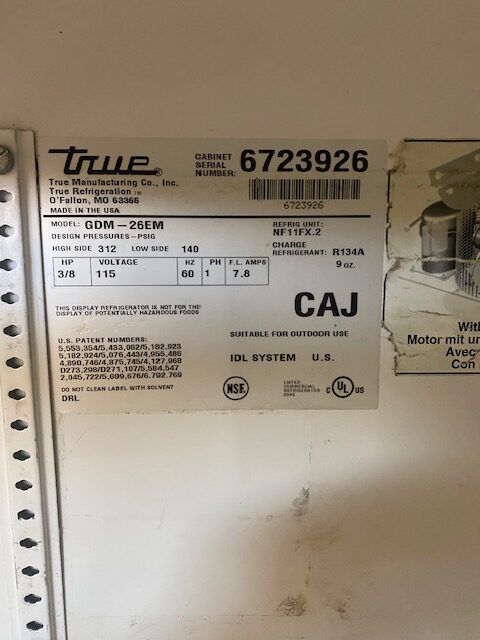 true®
CABINET SERIAL NUMBER: 6723926
6723926
True Manufacturing Co., Inc.
True Refrigeration TM
O'Fallon, MO 63366
MADE IN THE USA
MODEL: GDM-26EM
REFRIG UNIT: NF11FX.2
DESIGN PRESSURES-PSIG
HIGH SIDE 312 LOW SIDE 140
CHARGE REFRIGERANT: R134A
9 oz.
HP VOLTAGE HZ PH F.L. AMPS
3/8 115 60 1 7.8
THIS DISPLAY REFRIGERATOR IS NOT FOR THE
DISPLAY OF POTENTIALLY HAZARDOUS FOODS
CAJ
SUITABLE FOR OUTDOOR USE
U.S. PATENT NUMBERS:
5,553,354/5,433,082/5,182,923
5,182,924/5,076,443/4,955,486
4,890,746/4,875,745/4,127,968
D273,298/D271,107/5,584,547
2,045,722/5,699,676/6.792.769
IDL SYSTEM U.S.
DO NOT CLEAN LABEL WITH SOLVENT
DRL
NSF®
LISTED
COMMERCIAL
REFRIGERATOR
C UL US
With
Motor mit un
Avec
Con